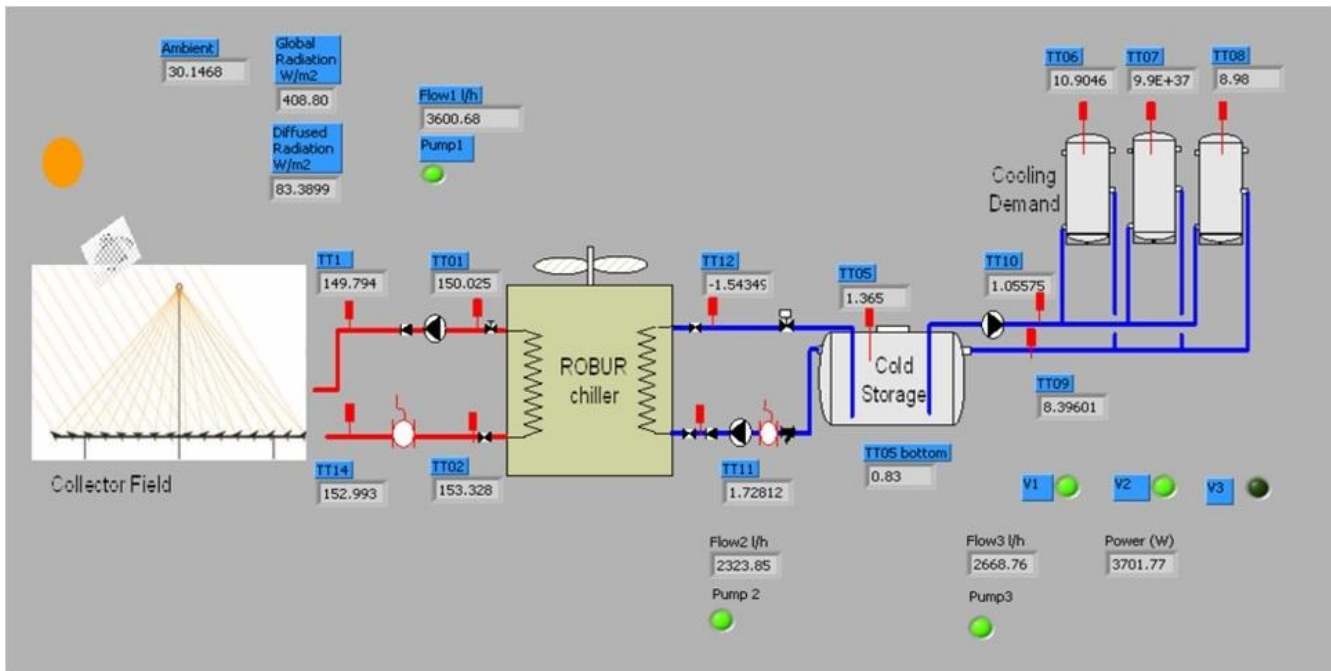 Ambient
30.1468
Global
Radiation
W/m2
408.80
Diffused
Radiation
W/m2
83.3899
Flow1 l/h
3600.68
Pump1
TT06
10.9046
TT07
9.9E+37
TT08
8.98
Cooling
Demand
TT1
149.794
TT01
150.025
TT12
-1.54349
TT05
1.365
TT10
1.05575
ROBUR
chiller
Cold
Storage
TT09
8.39601
Collector Field
TT14
152.993
TT02
153.328
TT11
1.72812
TT05 bottom
0.83
V1
V2
V3
Flow2 l/h
2323.85
Pump 2
Flow3 l/h
2668.76
Pump3
Power (W)
3701.77